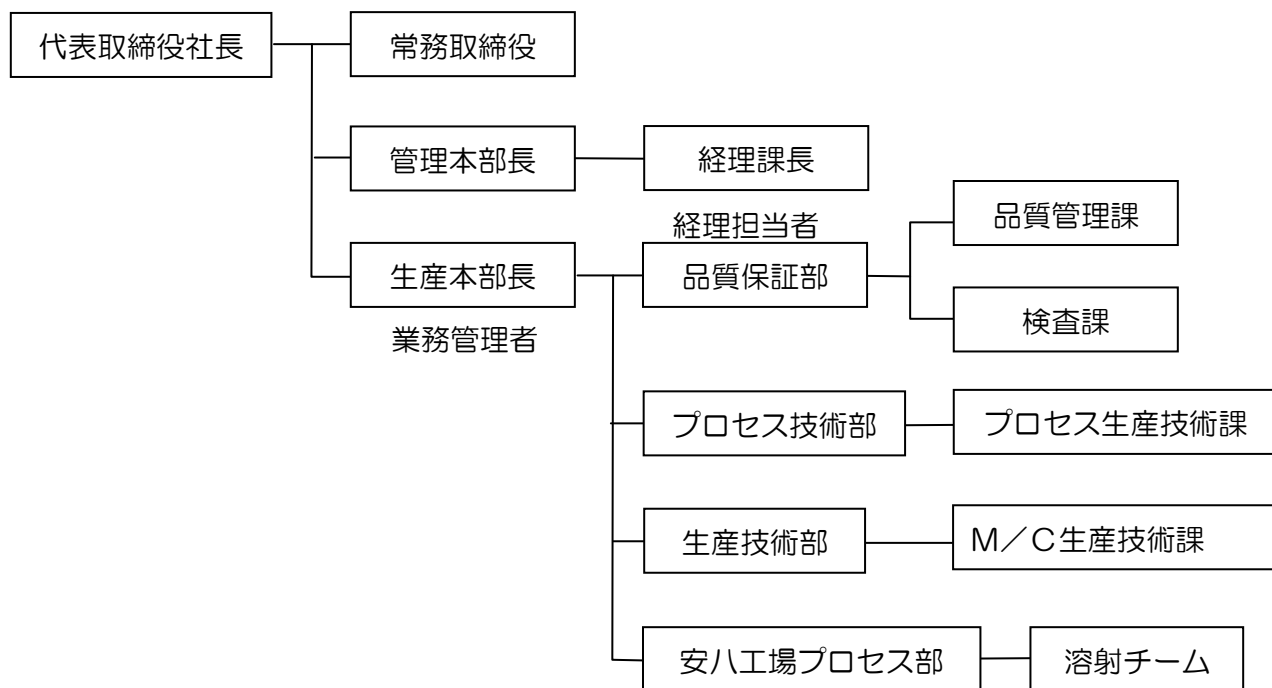 代表取締役社長
常務取締役
管理本部長
経理課長
経理担当者
生産本部長
業務管理者
品質保証部
品質管理課
検査課
プロセス技術部
プロセス生産技術課
生産技術部
M／C生産技術課
安八工場プロセス部
溶射チーム